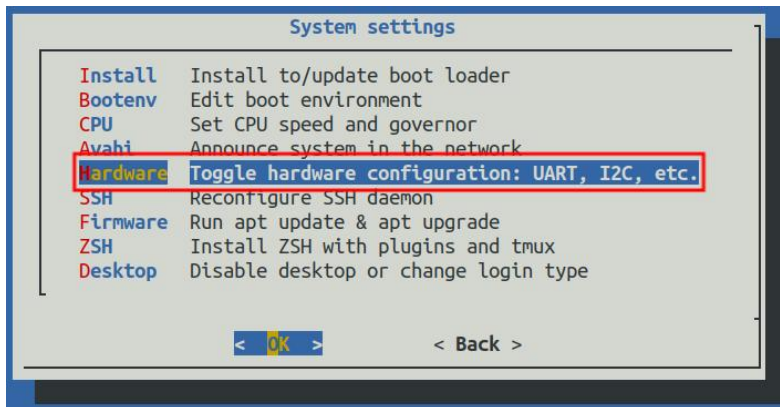 System settings
Install Install to/update boot loader
Bootenv Edit boot environment
CPU Set CPU speed and governor
Avahi Announce system in the network
Hardware Toggle hardware configuration: UART, I2C, etc.
SSH Reconfigure SSH daemon
Firmware Run apt update & apt upgrade
ZSH Install ZSH with plugins and tmux
Desktop Disable desktop or change login type
< OK > < Back >